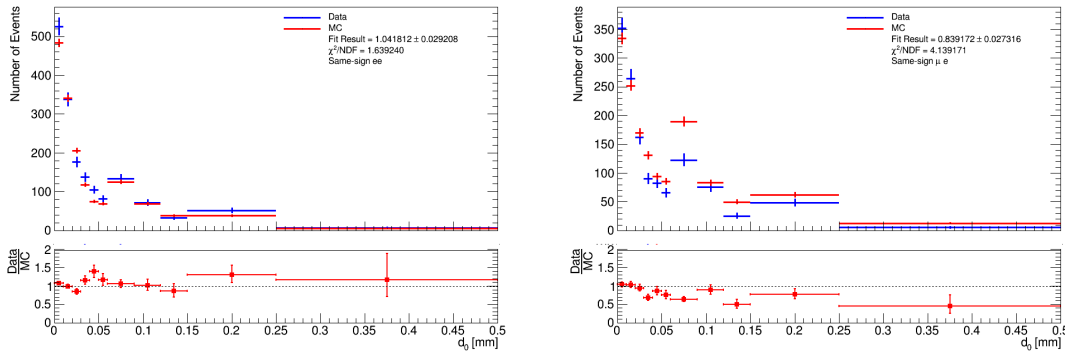 Number of Events
500
400
300
200
100
0
Data
MC
Fit Result = 1.041812 ± 0.029208
χ²/NDF = 1.639240
Same-sign ee
Data
MC
2
1.5
1
0.5
0
0 0.05 0.1 0.15 0.2 0.25 0.3 0.35 0.4 0.45 0.5
d₀ [mm]
Number of Events
350
300
250
200
150
100
50
0
Data
MC
Fit Result = 0.839172 ± 0.027316
χ²/NDF = 4.139171
Same-sign μ e
Data
MC
2
1.5
1
0.5
0
0 0.05 0.1 0.15 0.2 0.25 0.3 0.35 0.4 0.45 0.5
d₀ [mm]